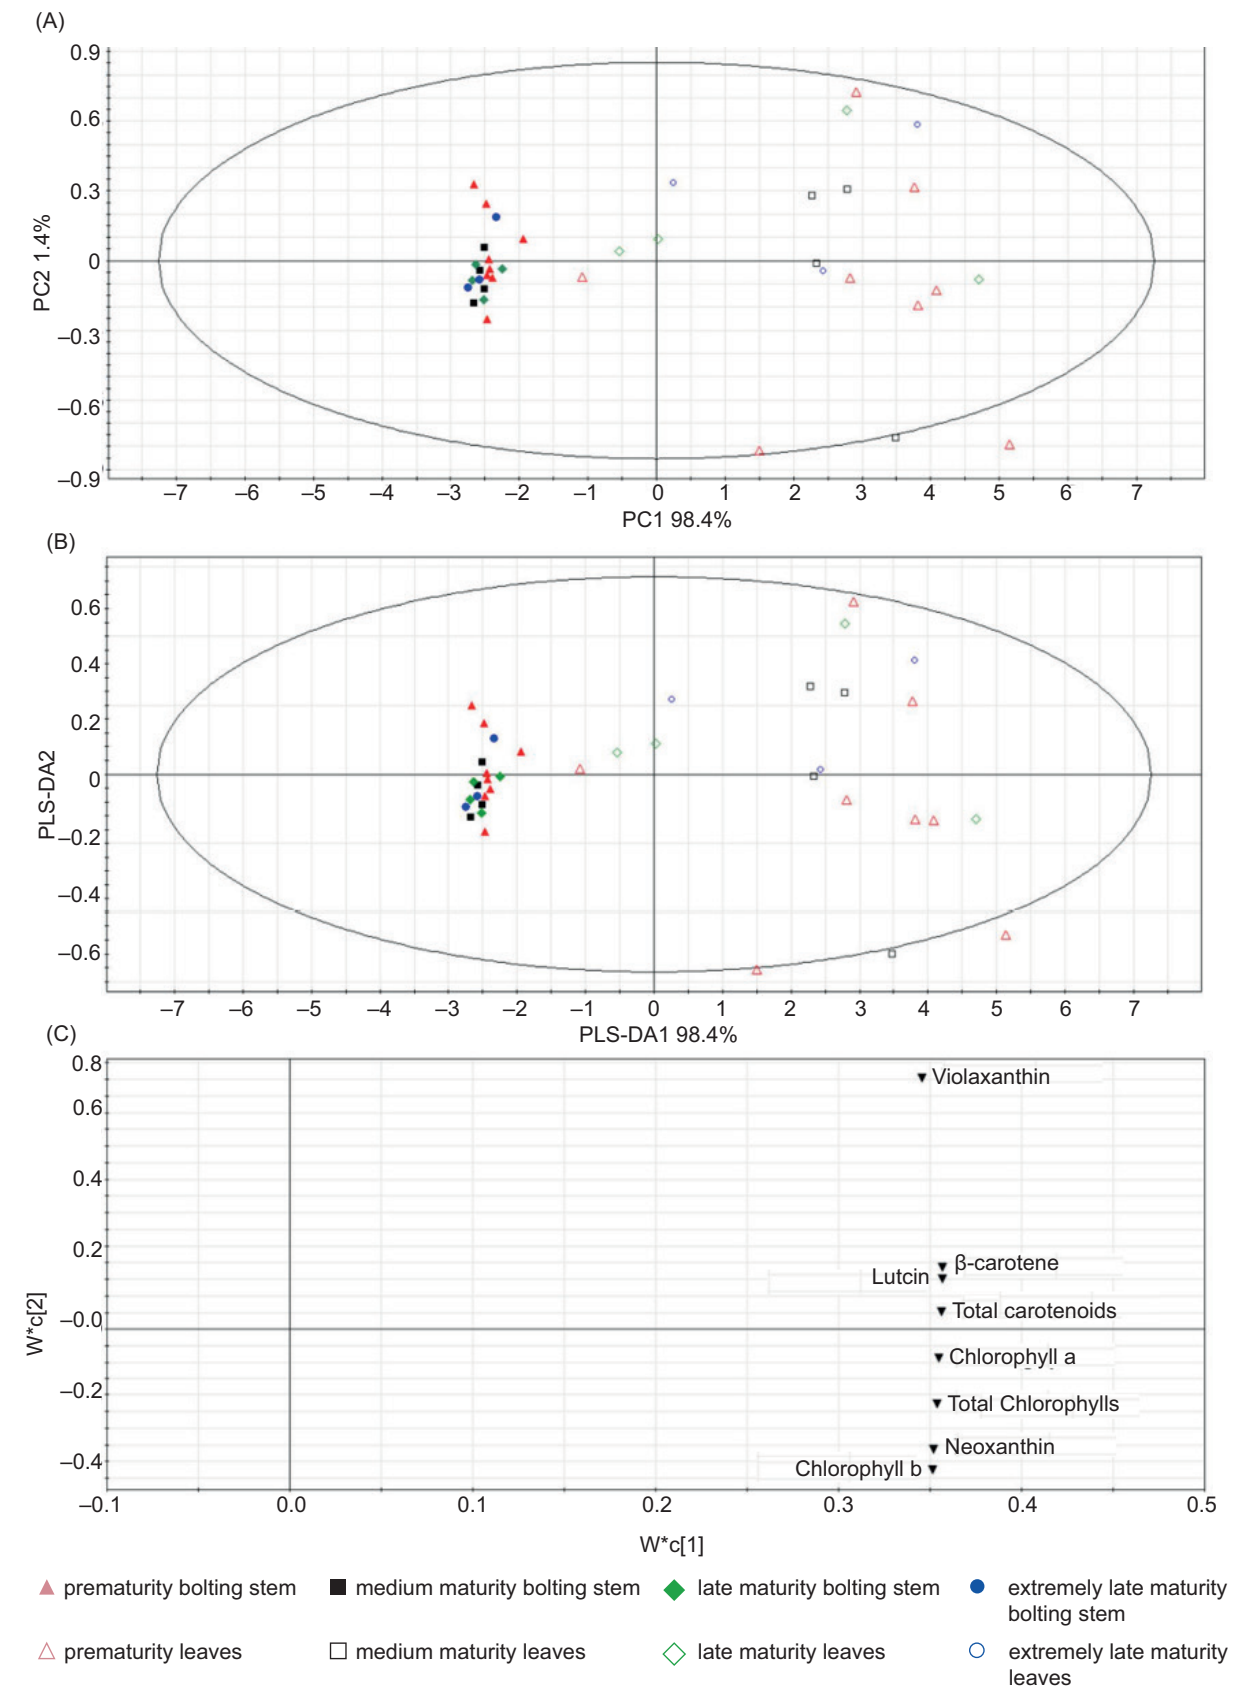 (A)
0.9
0.6
0.3
0
–0.3
–0.6
–0.9
PC2 1.4%
–7 –6 –5 –4 –3 –2 –1 0 1 2 3 4 5 6 7
PC1 98.4%
(B)
0.6
0.4
0.2
0
–0.2
–0.4
–0.6
PLS-DA2
–7 –6 –5 –4 –3 –2 –1 0 1 2 3 4 5 6 7
PLS-DA1 98.4%
(C)
0.8
0.6
0.4
0.2
–0.0
–0.2
–0.4
W*c[2]
Violaxanthin
β-carotene
Lutcin
Total carotenoids
Chlorophyll a
Total Chlorophylls
Neoxanthin
Chlorophyll b
–0.1 0.0 0.1 0.2 0.3 0.4 0.5
W*c[1]
prematurity bolting stem medium maturity bolting stem late maturity bolting stem extremely late maturity
bolting stem
prematurity leaves medium maturity leaves late maturity leaves extremely late maturity
leaves